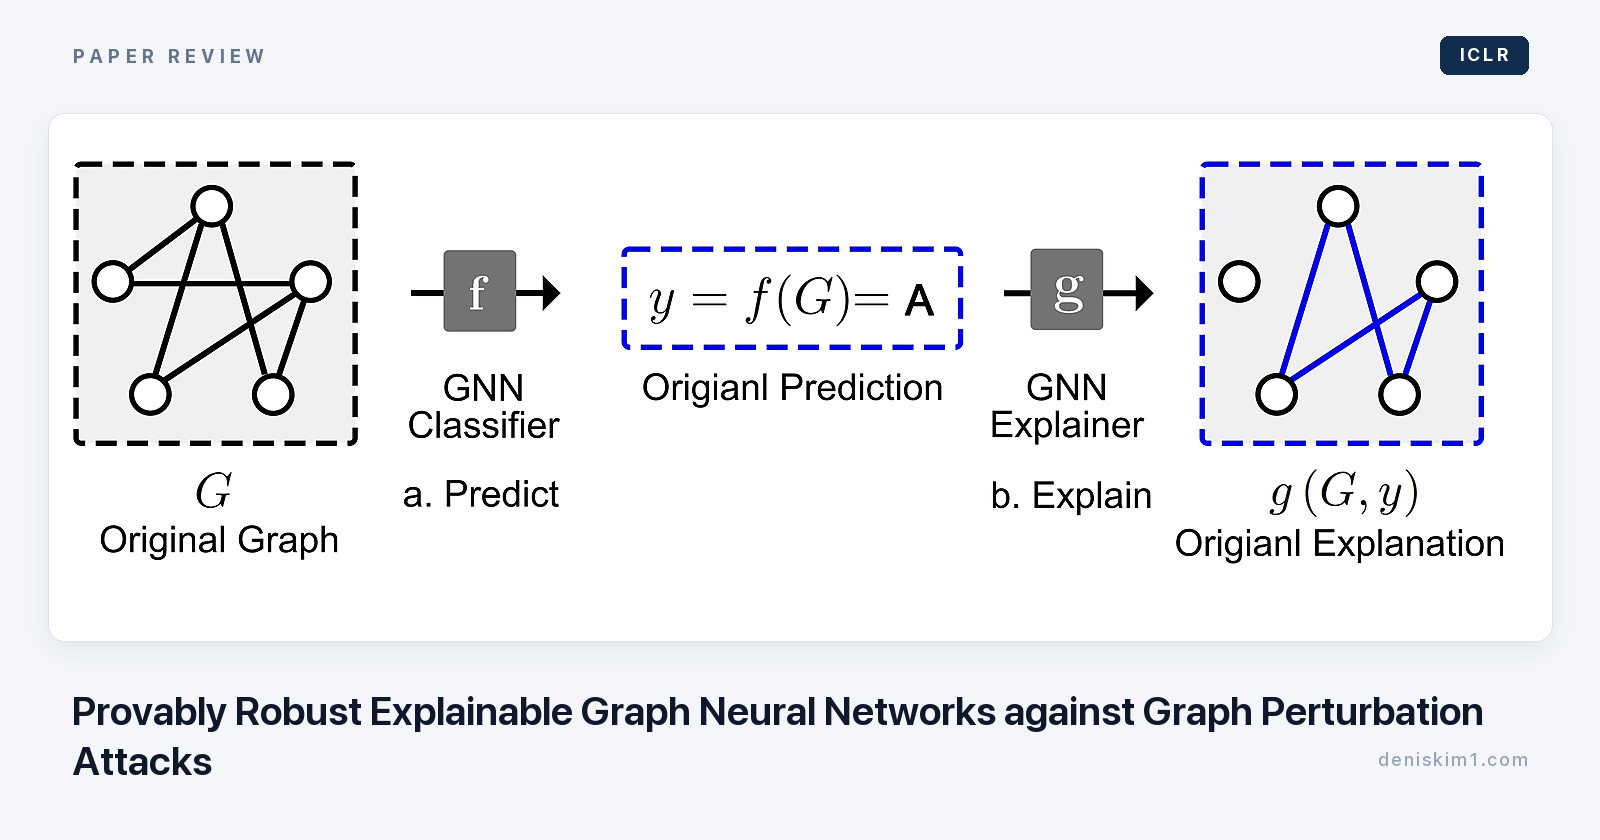 PAPER REVIEW
ICLR
f
y = f(G)= A
g
GNN
Classifier
Origianl Prediction
GNN
Explainer
G
a. Predict
b. Explain
g (G, y)
Original Graph
Origianl Explanation
Provably Robust Explainable Graph Neural Networks against Graph Perturbation
Attacks
deniskim1.com